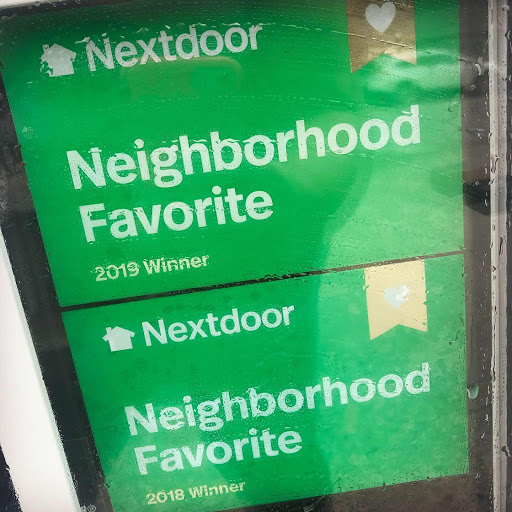 Nextdoor
Neighborhood
Favorite
2019 Winner
Nextdoor
Neighborhood
Favorite
2018 Winner